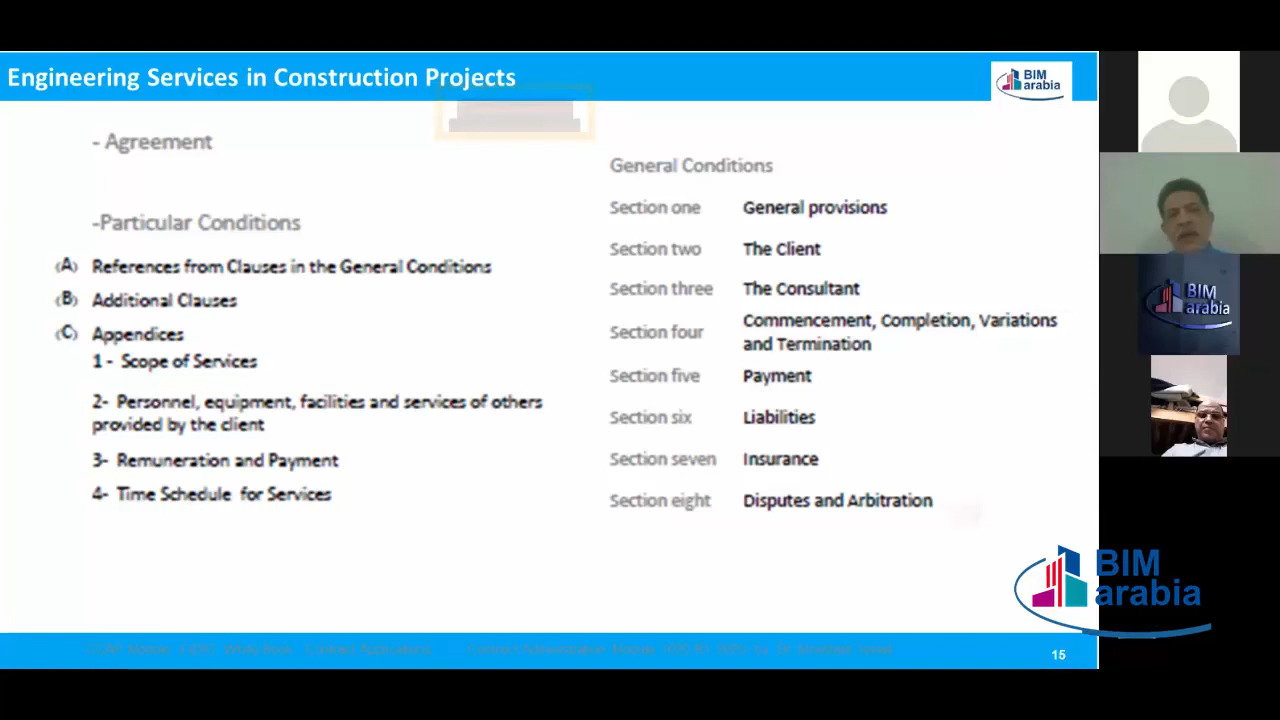 Engineering Services in Construction Projects
BIM
arabia
- Agreement
-Particular Conditions
(A) References from Clauses in the General Conditions
(B) Additional Clauses
(C) Appendices
1 - Scope of Services
2- Personnel, equipment, facilities and services of others
provided by the client
3- Remuneration and Payment
4- Time Schedule for Services
General Conditions
Section one General provisions
Section two The Client
Section three The Consultant
Section four Commencement, Completion, Variations
and Termination
Section five Payment
Section six Liabilities
Section seven Insurance
Section eight Disputes and Arbitration
BIM
arabia
BIM
arabia
15